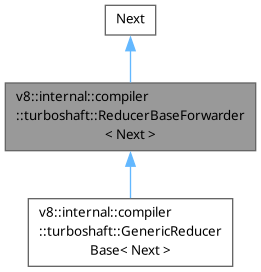 Next
v8::internal::compiler
::turboshaft::ReducerBaseForwarder
< Next >
v8::internal::compiler
::turboshaft::GenericReducer
Base< Next >